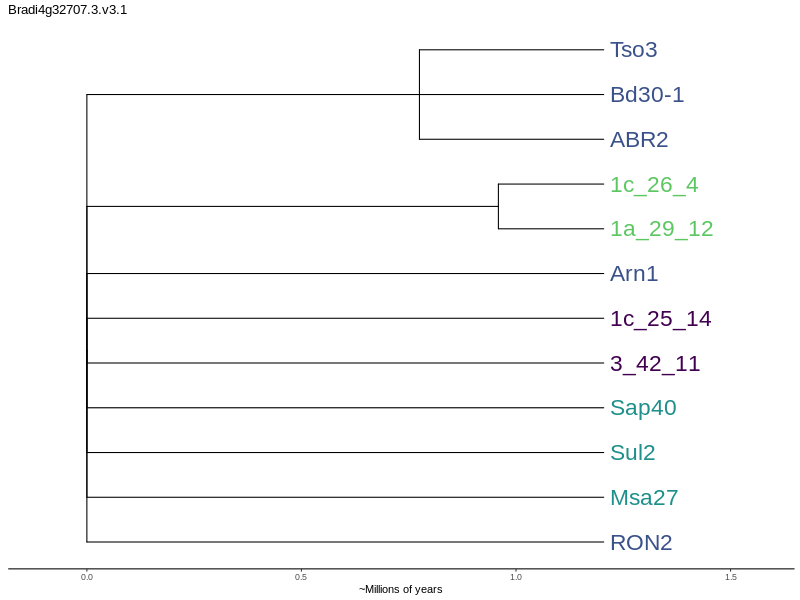 Bradi4g32707.3.v3.1
Tso3
Bd30-1
ABR2
1c_26_4
1a_29_12
Arn1
1c_25_14
3_42_11
Sap40
Sul2
Msa27
RON2
0.0 0.5 1.0 1.5
~Millions of years